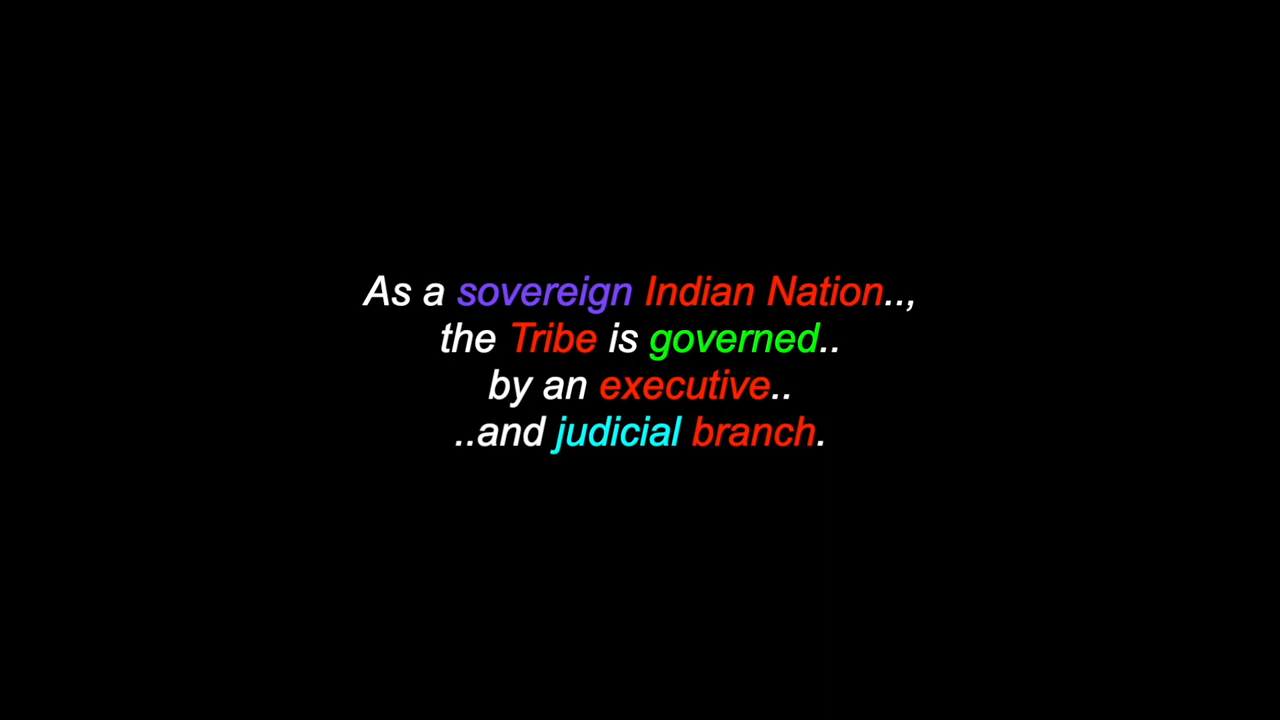 As a sovereign Indian Nation..,
the Tribe is governed..
by an executive..
..and judicial branch.